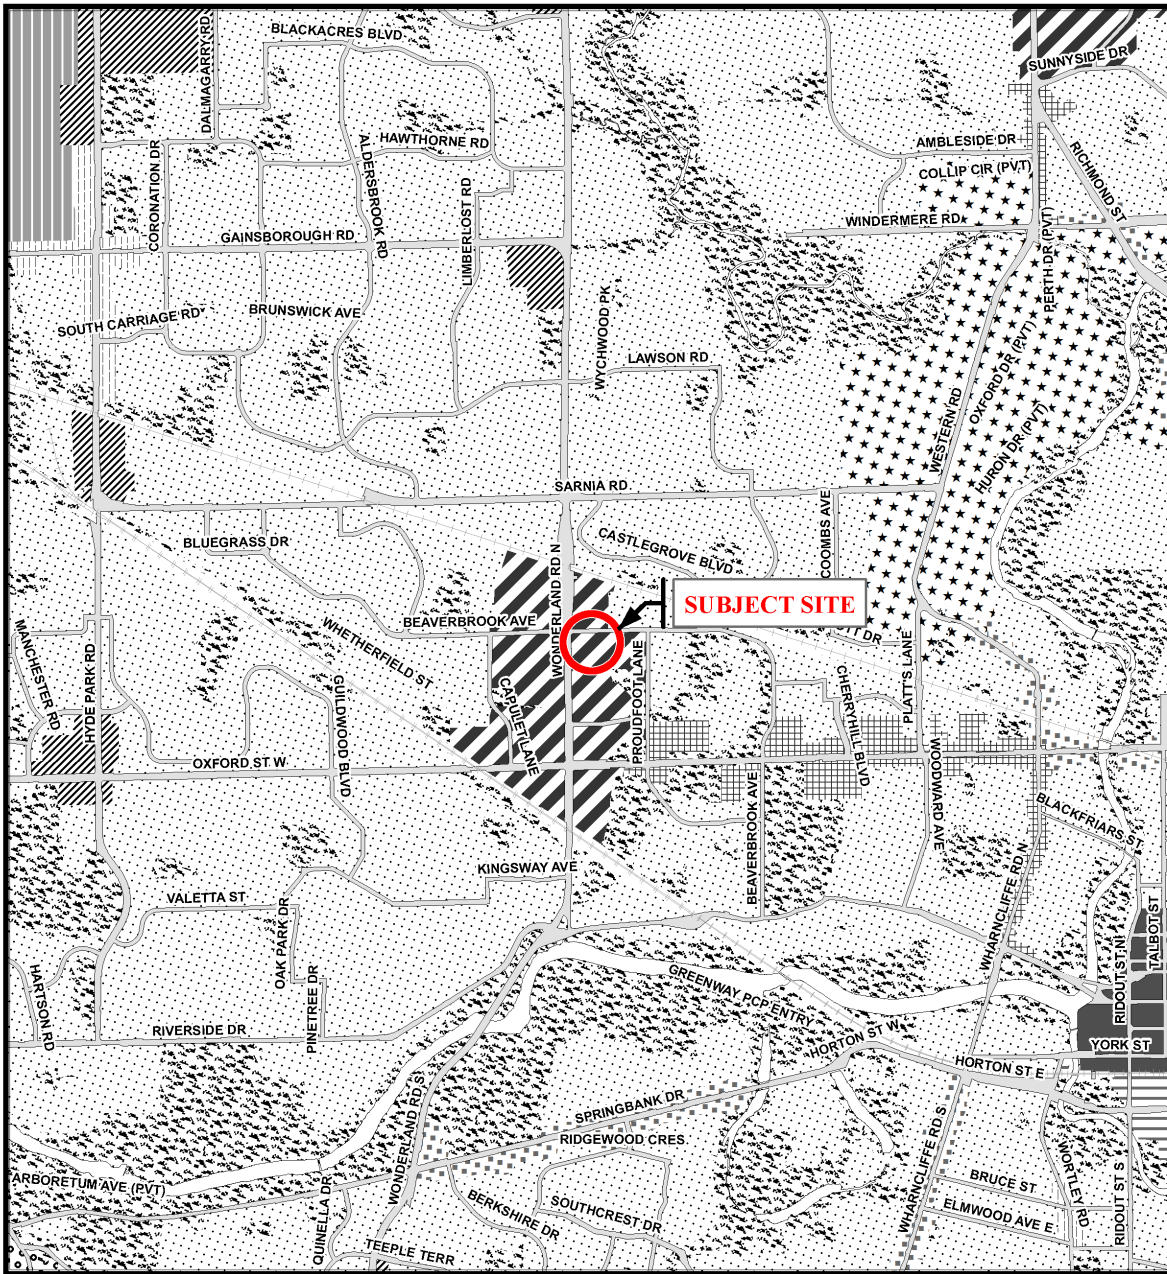 BLACKACRES BLVD
DALMAGARRY RD
SUNNYSIDE DR
HAWTHORNE RD
AMBLESIDE DR
COLLIP CIR (PVT)
RICHMOND ST
CORONATION DR
ALDERSBROOK RD
LIMBERLOST RD
WINDERMERE RD
GAINSBOROUGH RD
PERTH DR (PVT)
BRUNSWICK AVE
SOUTH CARRIAGE RD
WYCHWOOD PK
LAWSON RD
OXFORD DR (PVT)
WESTERN RD
HURON DR (PVT)
SARNIA RD
BLUEGRASS DR
CASTLEGROVE BLVD
COOMBS AVE
WONDERLAND RD N
SUBJECT SITE
BEAVERBROOK AVE
WHETHERFIELD ST
MANCHESTER RD
HYDE PARK RD
GUILDWOOD BLVD
CAPULET LANE
PROUDFOOT LANE
CHERRYHILL BLVD
PLATT'S LANE
OXFORD ST W
WOODWARD AVE
BEAVERBROOK AVE
BLACKFRIARS ST
KINGSWAY AVE
VALETTA ST
OAK PARK DR
WHARNCLIFFE RD N
TALBOT ST
RIDOUT ST N
HARTSON RD
PINETREE DR
GREENWAY PCP ENTRY
RIVERSIDE DR
HORTON ST W
YORK ST
HORTON ST E
WONDERLAND RD S
SPRINGBANK DR
RIDGEWOOD CRES
WHARNCLIFFE RD S
ARBORETUM AVE (PVT)
QUINELLA DR
BERKSHIRE DR
SOUTHCREST DR
BRUCE ST
WORTLEY RD
RIDOUT ST S
ELMWOOD AVE E
TEEPLE TERR